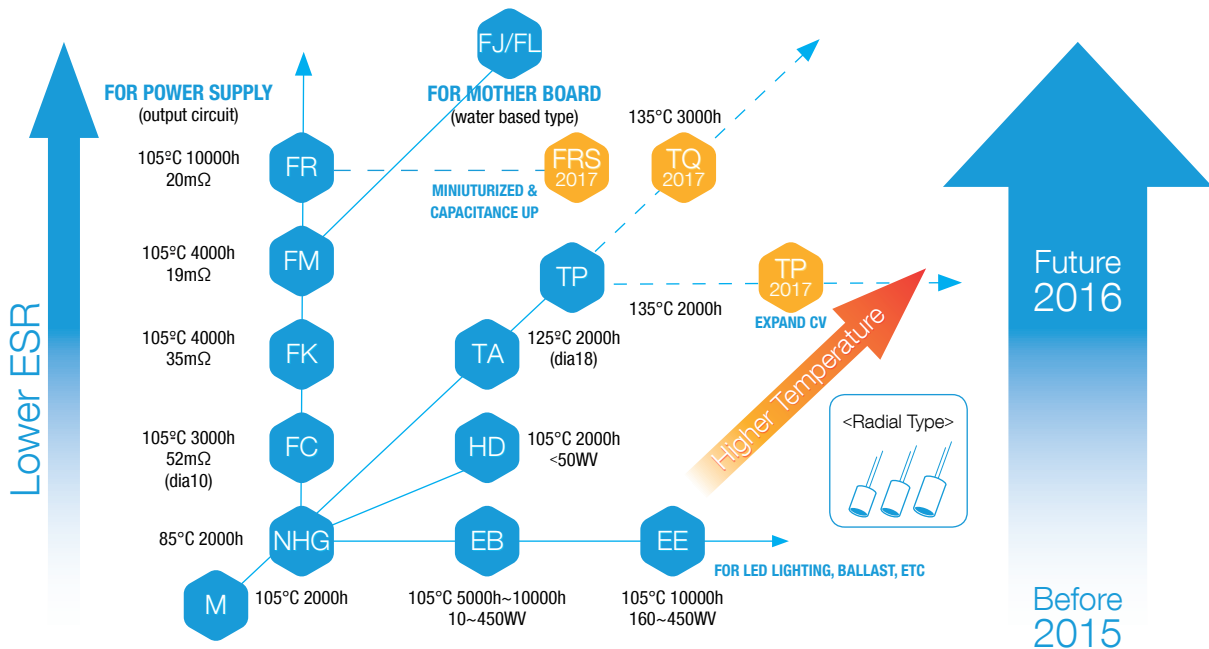 FJ/FL
FOR POWER SUPPLY
(output circuit)
FOR MOTHER BOARD
(water based type)
135°C 3000h
105ºC 10000h
20mΩ
FR
FRS
2017
TQ
2017
MINIUTURIZED &
CAPACITANCE UP
105ºC 4000h
19mΩ
FM
TP
TP
2017
135°C 2000h
EXPAND CV
105ºC 4000h
35mΩ
FK
TA
125ºC 2000h
(dia18)
105ºC 3000h
52mΩ
(dia10)
FC
HD
105°C 2000h
<50WV
85°C 2000h
NHG
EB
EE
FOR LED LIGHTING, BALLAST, ETC
M
105°C 2000h
105°C 5000h~10000h
10~450WV
105°C 10000h
160~450WV
Lower ESR
Higher Temperature
<Radial Type>
Future
2016
Before
2015